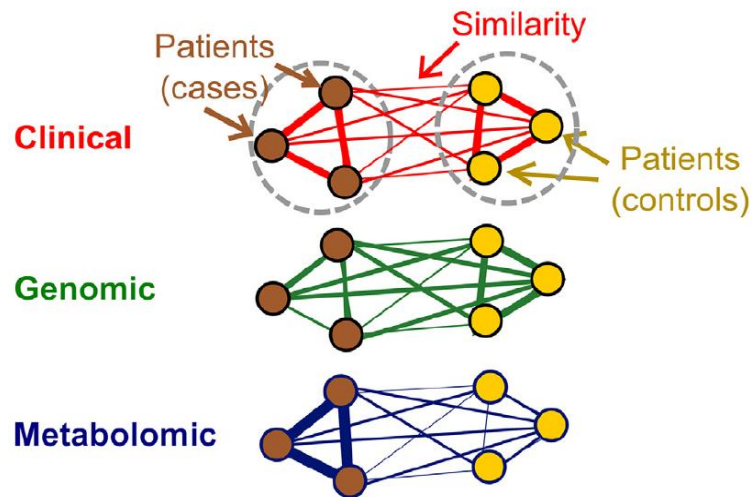 Patients
(cases)
Similarity
Clinical
Patients
(controls)
Genomic
Metabolomic